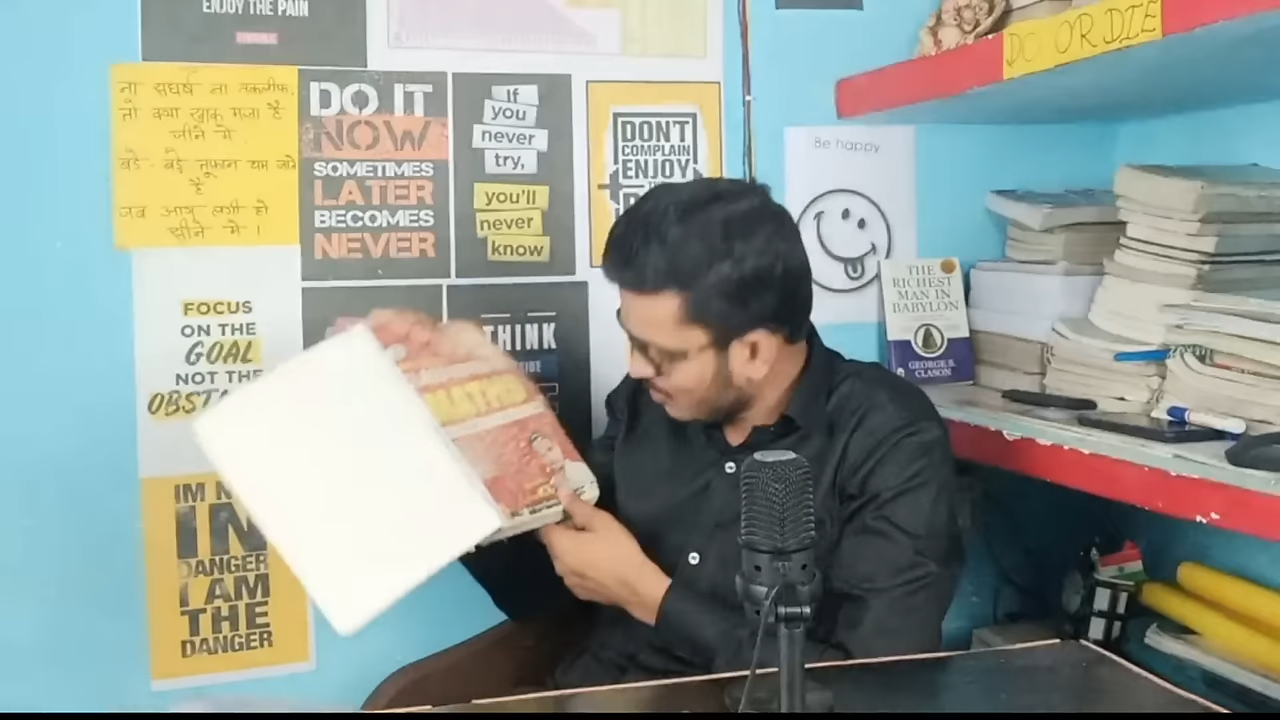 ENJOY THE PAIN
ना संघर्ष ना तकलीफ,
तो क्या खाक मजा है
जीने मे
बडे - बडे तूफान थम जाते
है
जब आग लगी हो
सीने मे ।
DO IT
NOW
SOMETIMES
LATER
BECOMES
NEVER
If
you
never
try,
you'll
never
know
DON'T
COMPLAIN
ENJOY
FOCUS
ON THE
GOAL
NOT THE
THINK
IN
DANGER
I AM
THE
DANGER
MATHS
DO OR DIE
Be happy
THE
RICHEST
MAN IN
BABYLON
GEORGE S.
CLASON